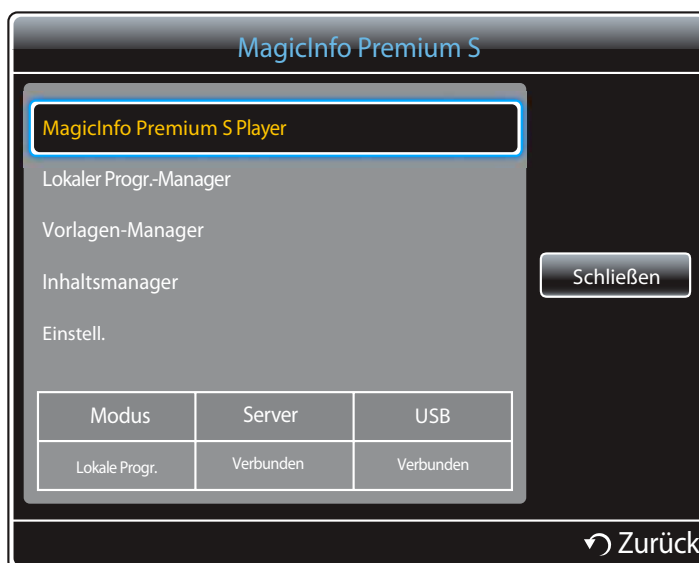 MagicInfo Premium S
MagicInfo Premium S Player
Lokaler Progr.-Manager
Vorlagen-Manager
Inhaltsmanager
Einstell.
Schließen
Modus Server USB
Lokale Progr. Verbunden Verbunden
Zurück